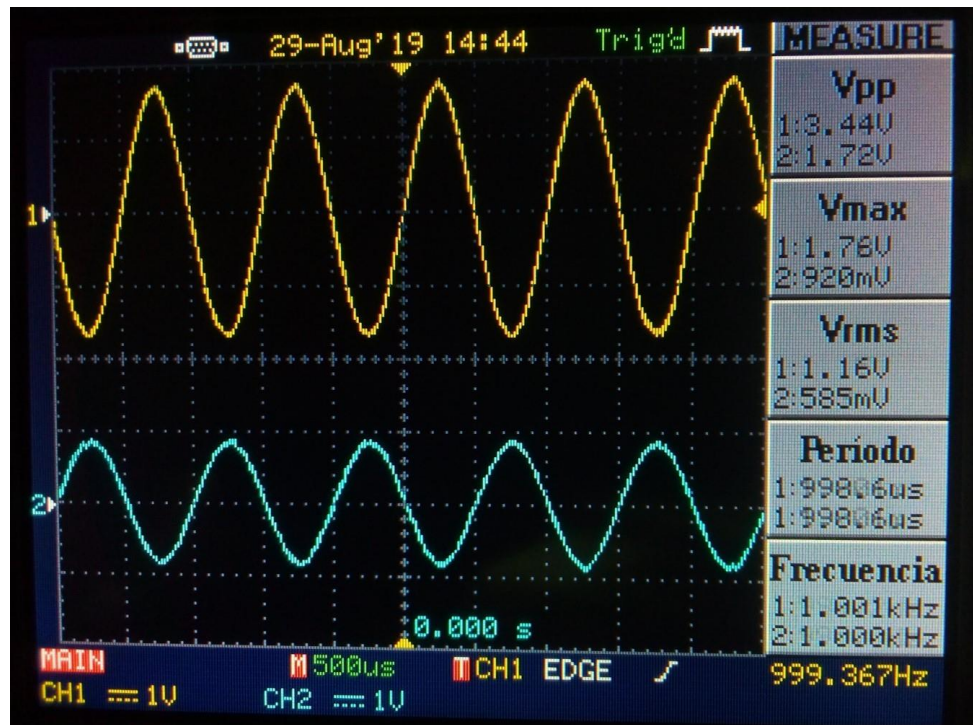 29-Aug'19 14:44 Trig'd MEASURE
Vpp
1:3.44V
2:1.72V
1
Vmax
1:1.76V
2:920mV
Vrms
1:1.16V
2:585mV
Período
2
Frecuencia
1:1.001kHz
2:1.000kHz
0.000 s
MAIN M 500us T CH1 EDGE 999.367Hz
CH1 1V CH2 1V